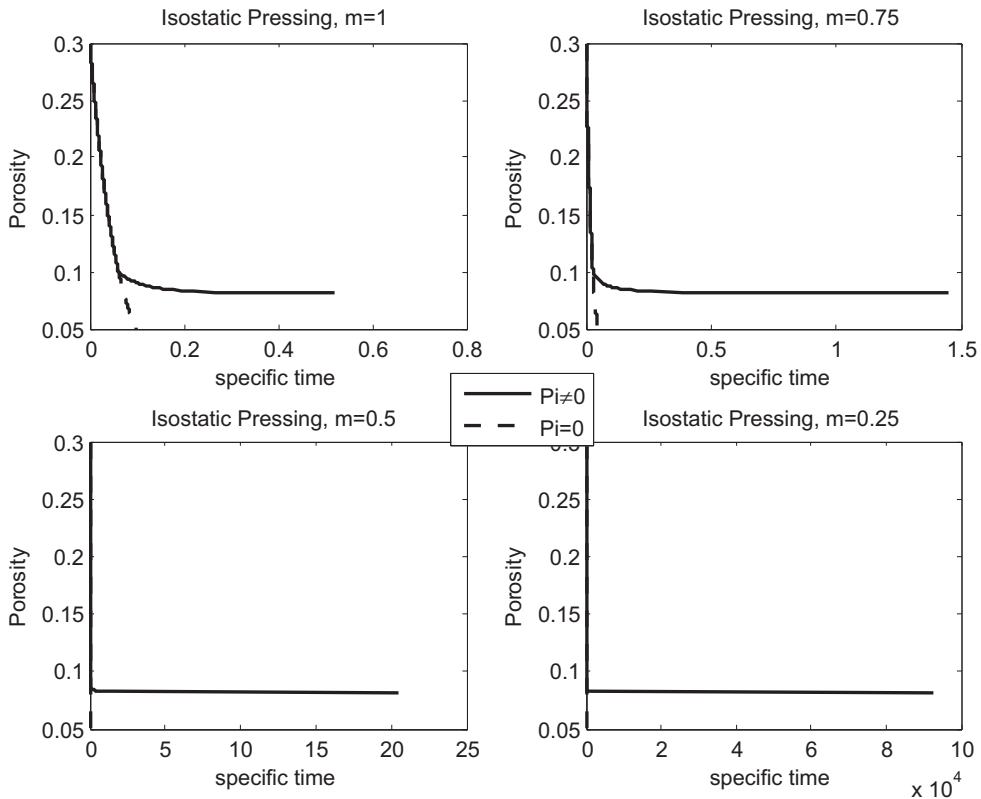 Isostatic Pressing, m=1
0.3
0.25
0.2
0.15
0.1
0.05
Porosity
0
0.2
0.4
0.6
0.8
specific time
Isostatic Pressing, m=0.75
0.3
0.25
0.2
0.15
0.1
0.05
Porosity
0
0.5
1
1.5
specific time
Pi≠0
Pi=0
Isostatic Pressing, m=0.5
0.3
0.25
0.2
0.15
0.1
0.05
Porosity
0
5
10
15
20
25
specific time
Isostatic Pressing, m=0.25
0.25
0.2
0.15
0.1
0.05
Porosity
0
2
4
6
8
10
specific time
x 10^4